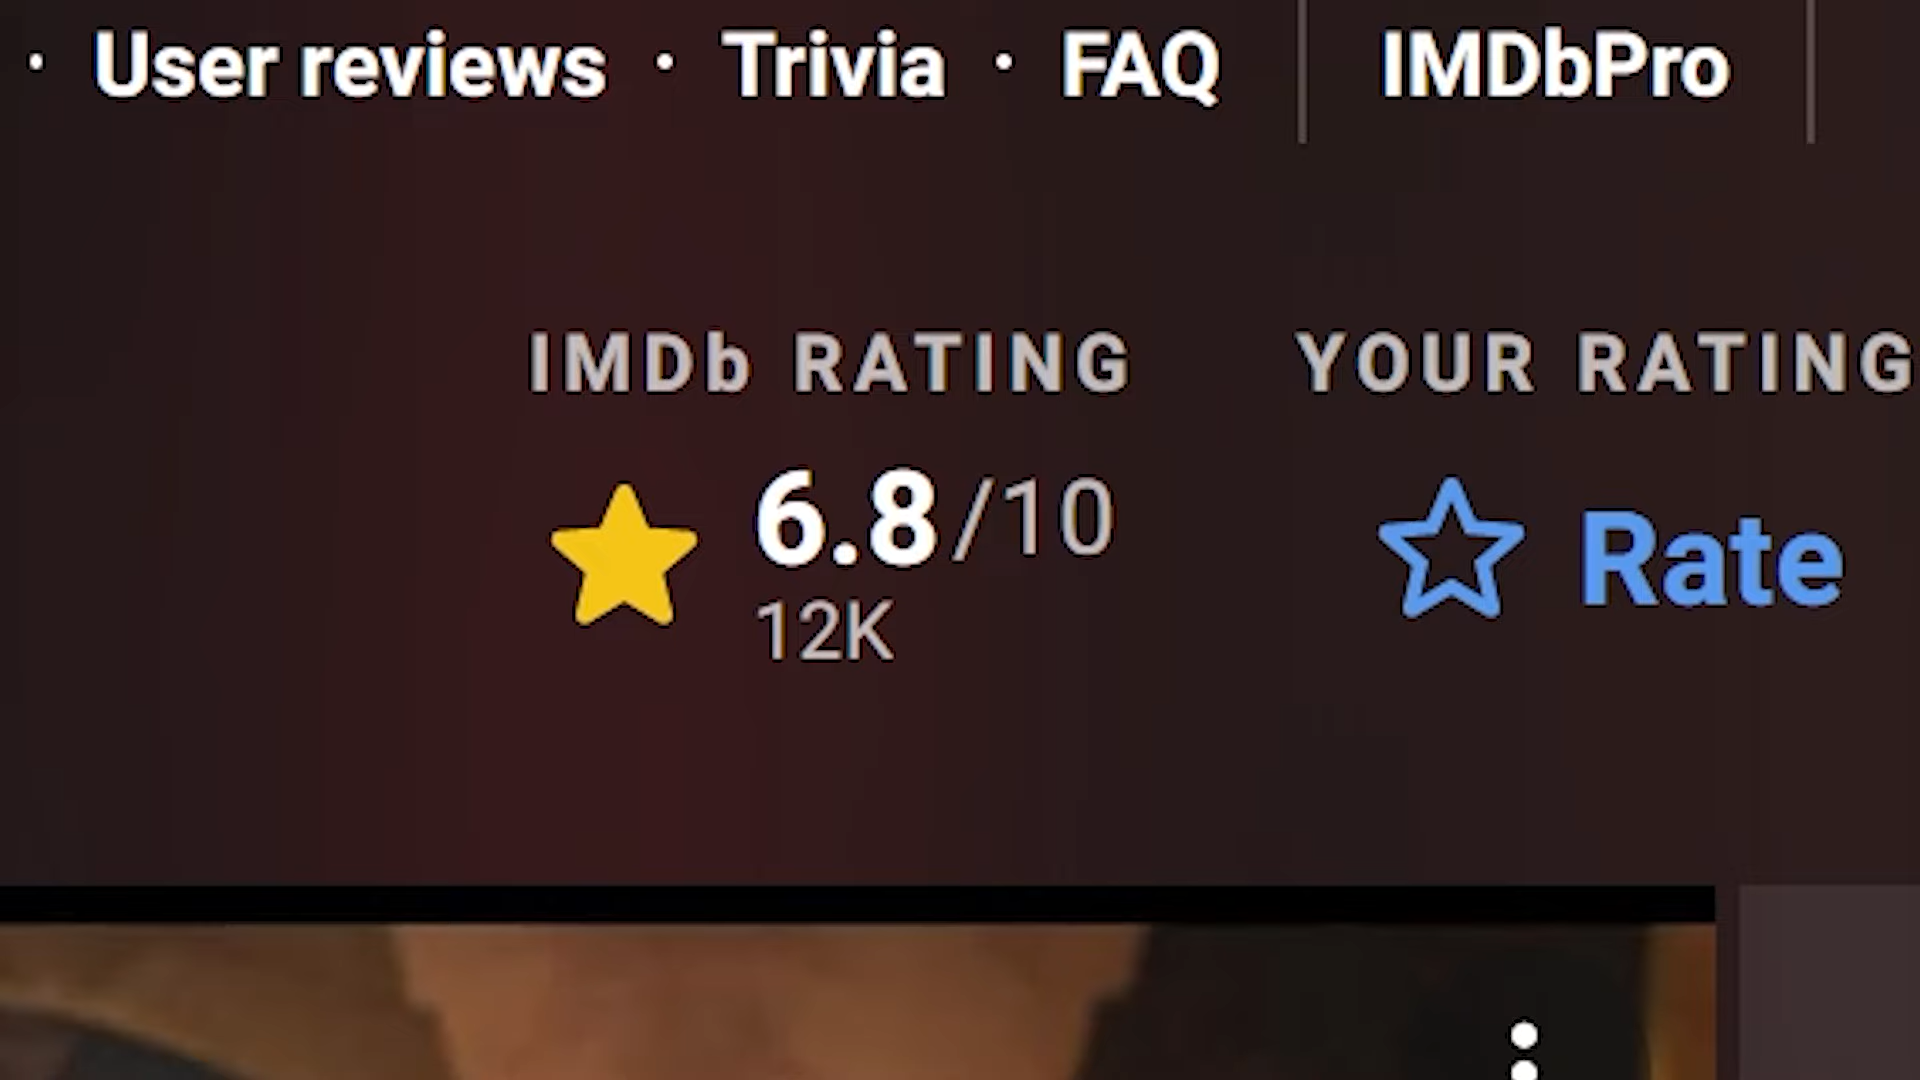 · User reviews · Trivia · FAQ | IMDbPro |
IMDb RATING YOUR RATING
6.8/10 Rate
12K